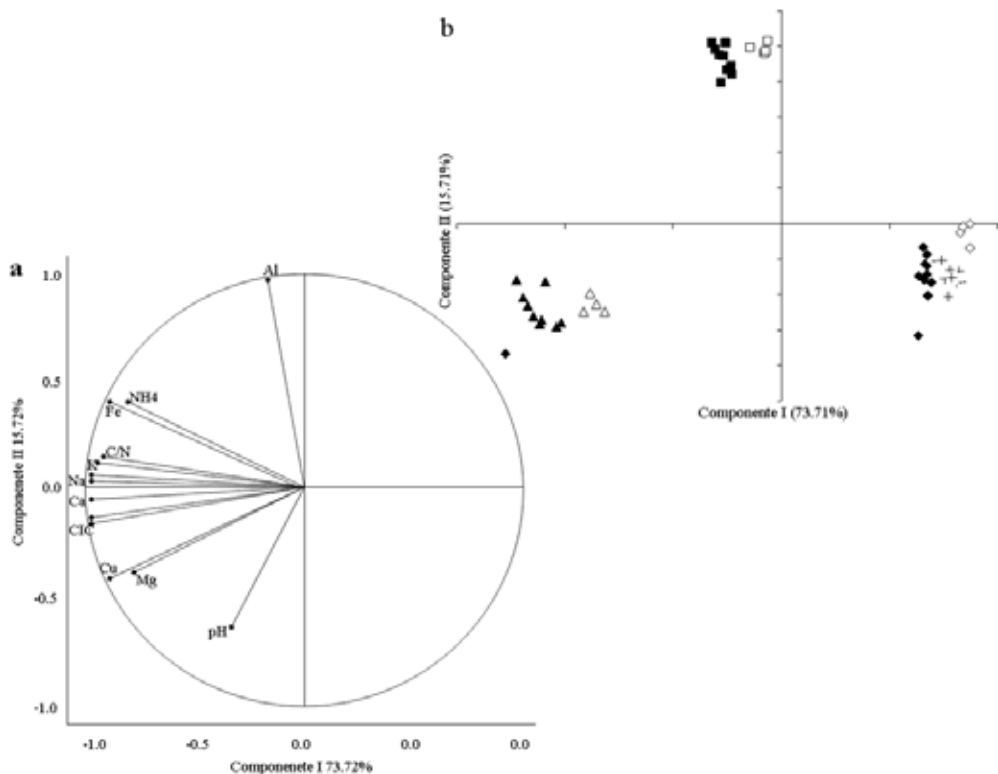 b
Componente II (15.71%)
Componente I (73.71%)
a
1.0
0.5
0.0
-0.5
-1.0
Componenete II 15.72%
Al
NH4
Fe
C/N
K
Na
Ca
CIC
Cu
Mg
pH
-1.0 -0.5 0.0 0.0 0.0
Componenete I 73.72%